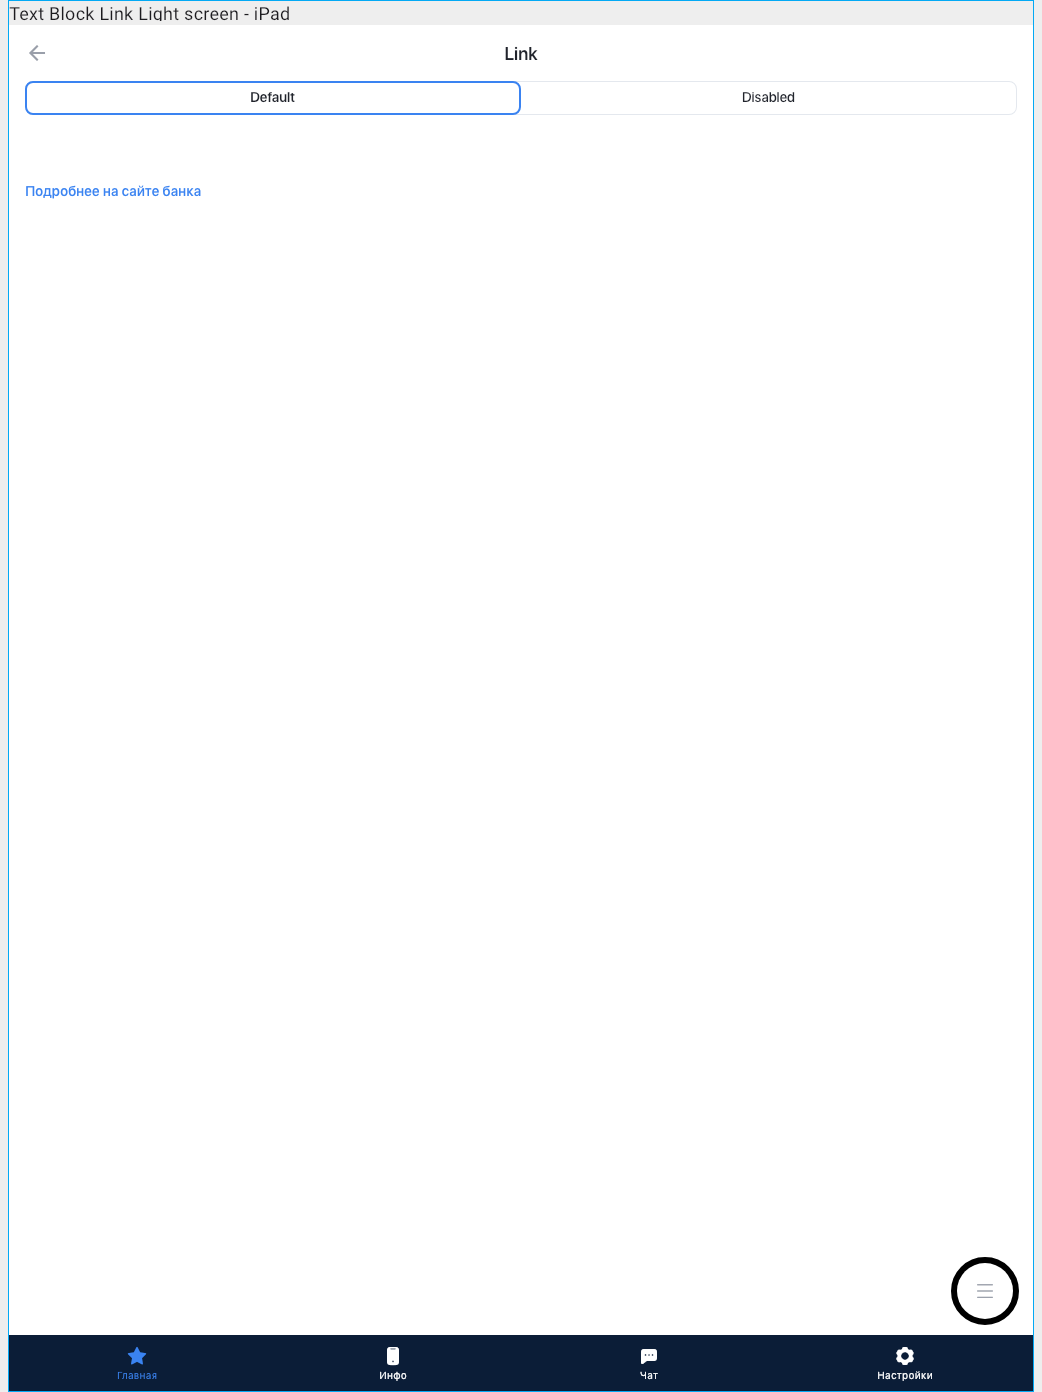 Text Block Link Light screen - iPad
Link
Default Disabled
Подробнее на сайте банка
Главная Инфо Чат Настройки